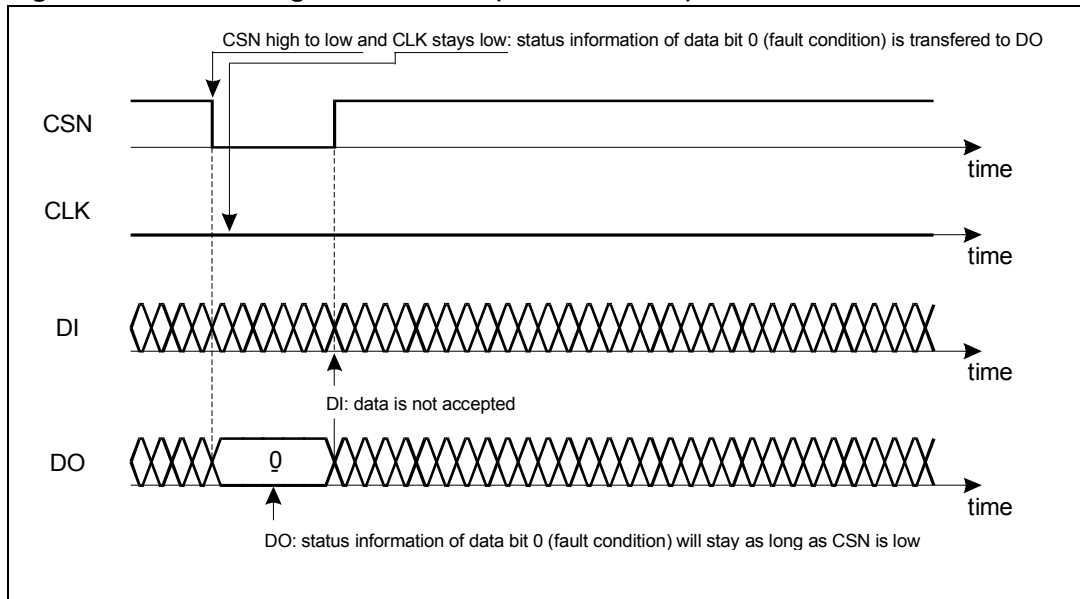 CSN high to low and CLK stays low: status information of data bit 0 (fault condition) is transfered to DO
CSN
time
CLK
time
DI
time
DI: data is not accepted
DO
0
time
DO: status information of data bit 0 (fault condition) will stay as long as CSN is low